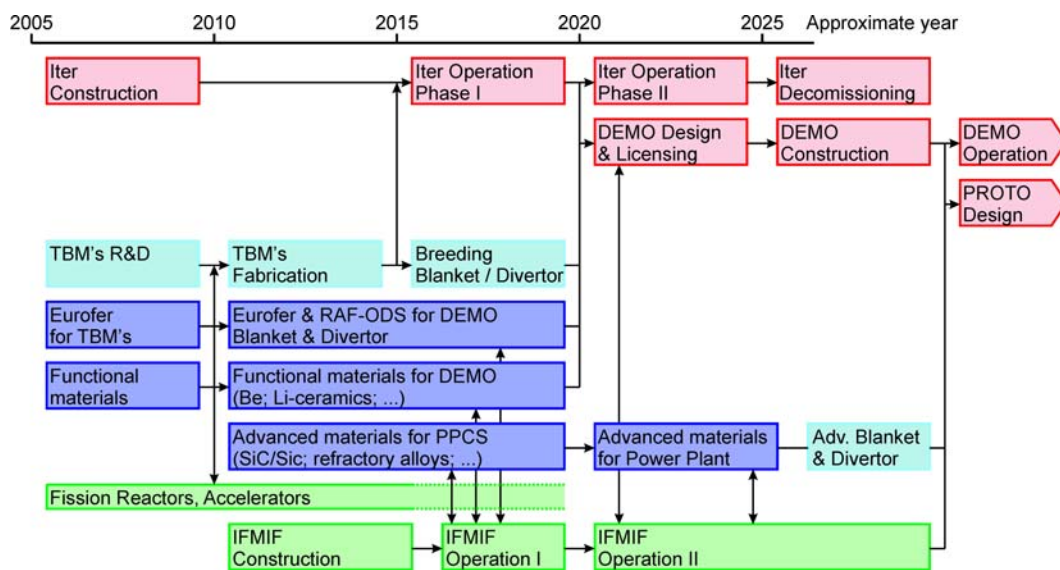 2005 2010 2015 2020 2025 Approximate year
Iter
Construction
Iter Operation
Phase I
Iter Operation
Phase II
Iter
Decomissioning
DEMO Design
& Licensing
DEMO
Construction
DEMO
Operation
PROTO
Design
TBM's R&D
TBM's
Fabrication
Breeding
Blanket / Divertor
Eurofer
for TBM's
Eurofer & RAF-ODS for DEMO
Blanket & Divertor
Functional
materials
Functional materials for DEMO
(Be; Li-ceramics; ...)
Advanced materials for PPCS
(SiC/Sic; refractory alloys; ...)
Advanced materials
for Power Plant
Adv. Blanket
& Divertor
Fission Reactors, Accelerators
IFMIF
Construction
IFMIF
Operation I
IFMIF
Operation II